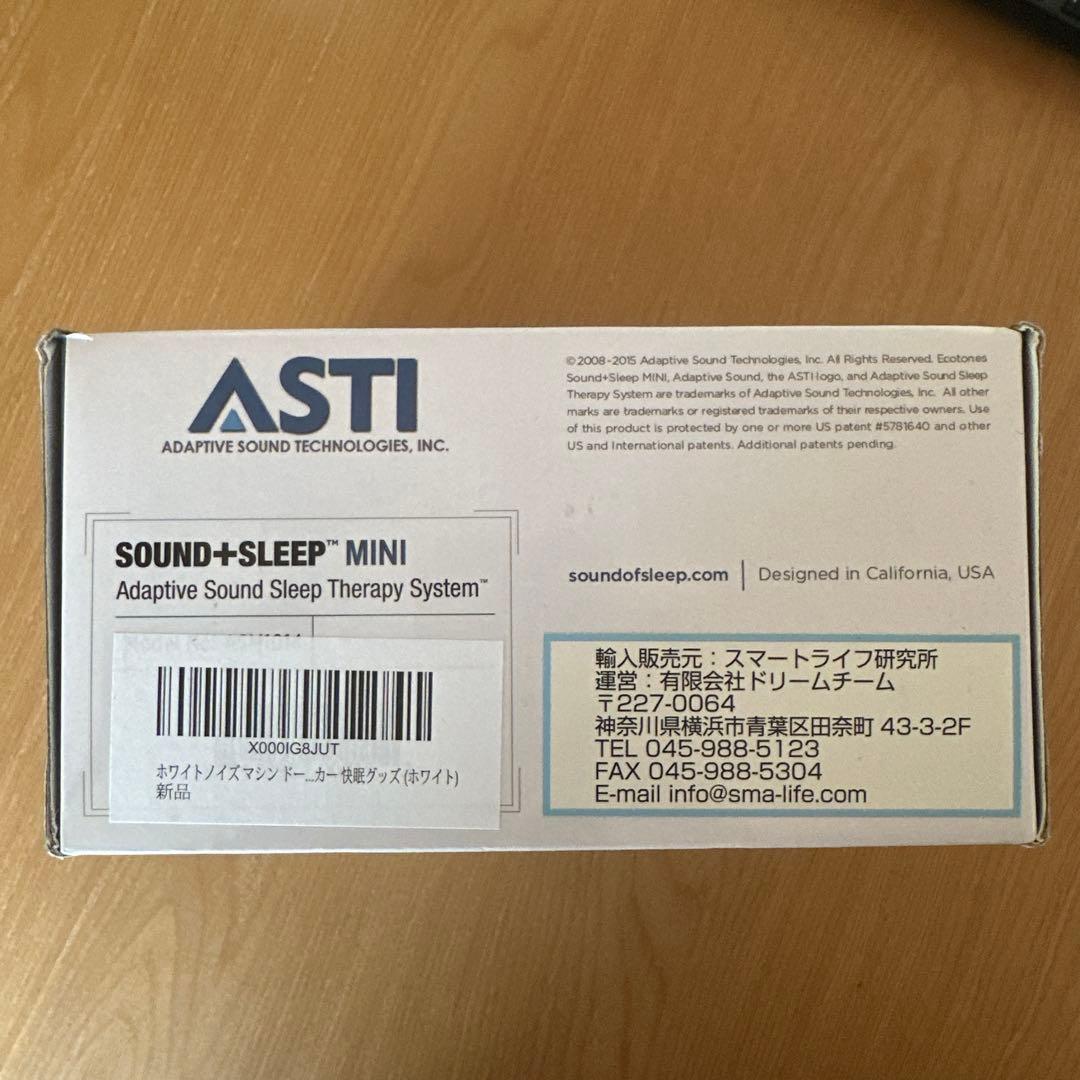 ASTI
ADAPTIVE SOUND TECHNOLOGIES, INC.
©2008-2015 Adaptive Sound Technologies, Inc. All Rights Reserved. Ecotones
Sound+Sleep MINI, Adaptive Sound, the ASTI logo, and Adaptive Sound Sleep
Therapy System are trademarks of Adaptive Sound Technologies, Inc. All other
marks are trademarks or registered trademarks of their respective owners. Use
of this product is protected by one or more US patent #5781640 and other
US and International patents. Additional patents pending.
SOUND+SLEEP™ MINI
Adaptive Sound Sleep Therapy System™
soundofsleep.com | Designed in California, USA
X000IG8JUT
ホワイトノイズ マシン ドー...カー 快眠グッズ (ホワイト)
新品
輸入販売元：スマートライフ研究所
運営：有限会社ドリームチーム
〒227-0064
神奈川県横浜市青葉区田奈町 43-3-2F
TEL 045-988-5123
FAX 045-988-5304
E-mail info@sma-life.com